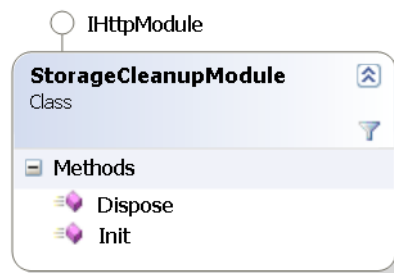 IHttpModule
StorageCleanupModule
Class
Methods
Dispose
Init